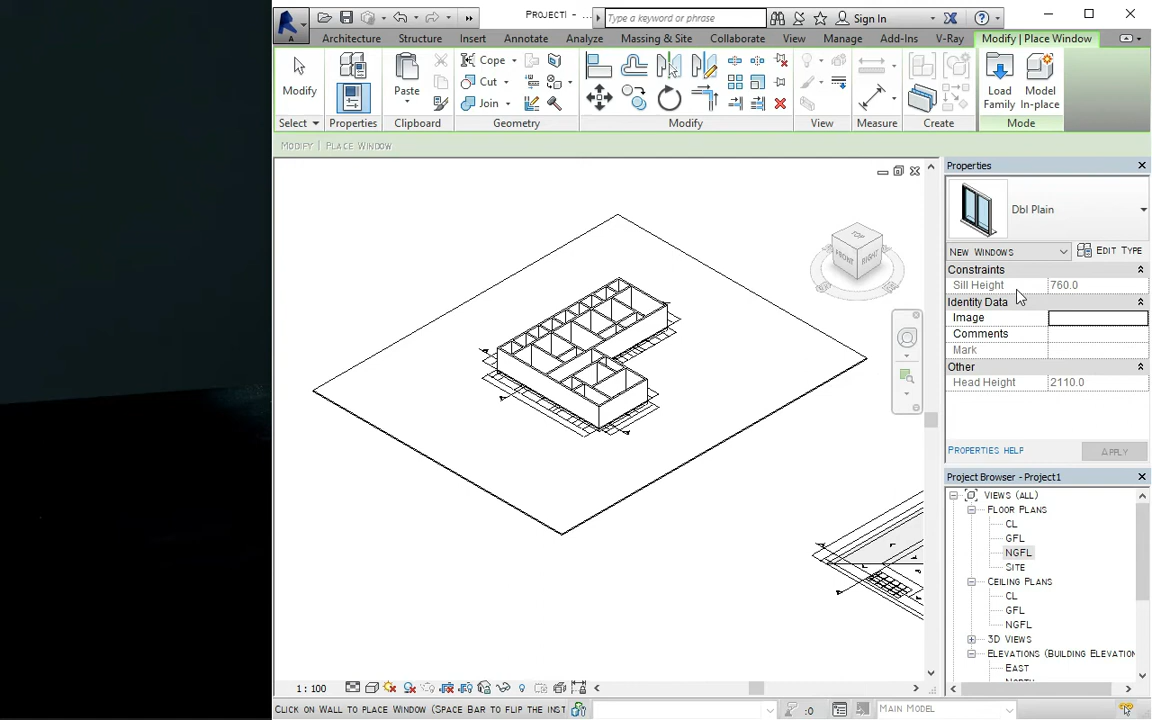 PROJECT1 - ...
Type a keyword or phrase
Sign In
A
Architecture
Structure
Insert
Annotate
Analyze
Massing & Site
Collaborate
View
Manage
Add-Ins
V-Ray
Modify | Place Window
Modify
Paste
Cope
Cut
Join
Load
Family
Model
In-place
Select
Properties
Clipboard
Geometry
Modify
View
Measure
Create
Mode
MODIFY | PLACE WINDOW
TOP
FRONT
RIGHT
Properties
Dbl Plain
NEW WINDOWS
EDIT TYPE
Constraints
Sill Height 760.0
Identity Data
Image
Comments
Mark
Other
Head Height 2110.0
PROPERTIES HELP
APPLY
Project Browser - Project1
VIEWS (ALL)
FLOOR PLANS
CL
GFL
NGFL
SITE
CEILING PLANS
CL
GFL
NGFL
3D VIEWS
ELEVATIONS (BUILDING ELEVATION
EAST
1 : 100
CLICK ON WALL TO PLACE WINDOW (SPACE BAR TO FLIP THE INST
:0
MAIN MODEL